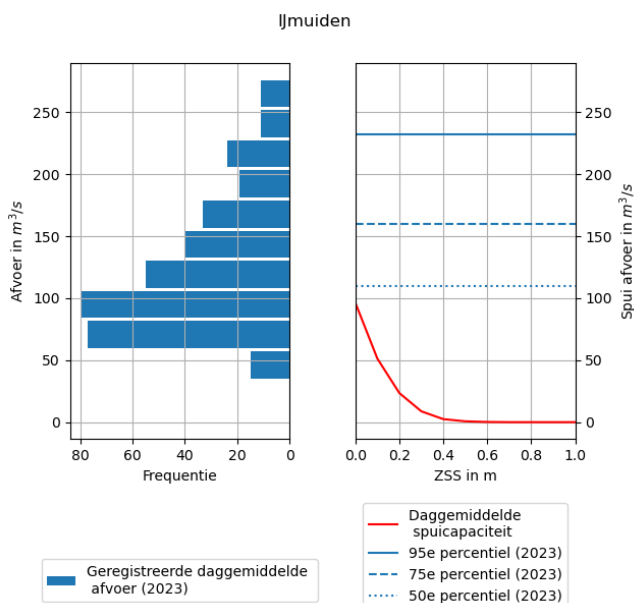 IJmuiden
Afvoer in m³/s
250
200
150
100
50
0
80 60 40 20 0
Frequentie
250
200
150
100
50
0
Spui afvoer in m³/s
0.0 0.2 0.4 0.6 0.8 1.0
ZSS in m
Geregistreerde daggemiddelde
afvoer (2023)
Daggemiddelde
spuicapaciteit
95e percentiel (2023)
75e percentiel (2023)
50e percentiel (2023)